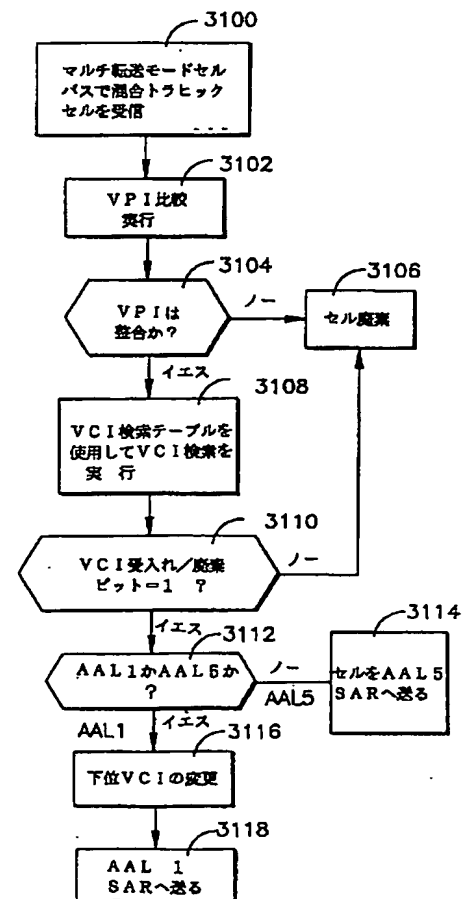 3100
マルチ転送モードセル
バスで混合トラヒック
セルを受信
3102
VPI比較
実行
3104
VPIは
整合か?
ノー
3106
セル廃棄
イエス
3108
VCI検索テーブルを
使用してVCI検索を
実 行
3110
VCI受入れ/廃棄
ビット=1 ?
ノー
イエス
3112
AAL1かAAL5か
?
ノー
AAL5
3114
セルをAAL5
SARへ送る
AAL1
イエス
3116
下位VCIの変更
3118
AAL 1
SARへ送る